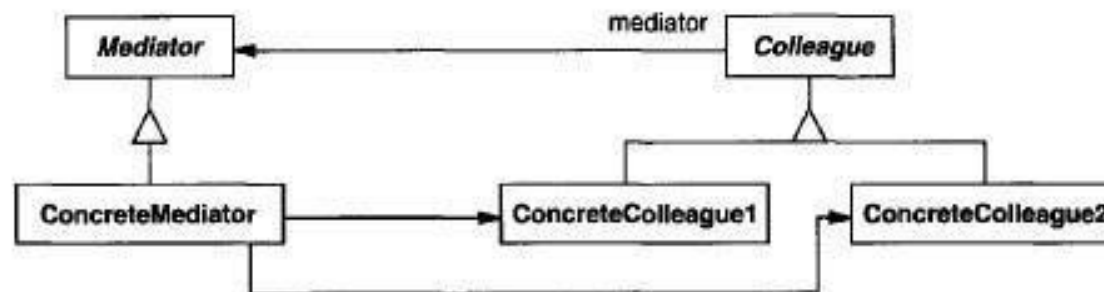 mediator
Mediator
Colleague
ConcreteMediator
ConcreteColleague1
ConcreteColleague2